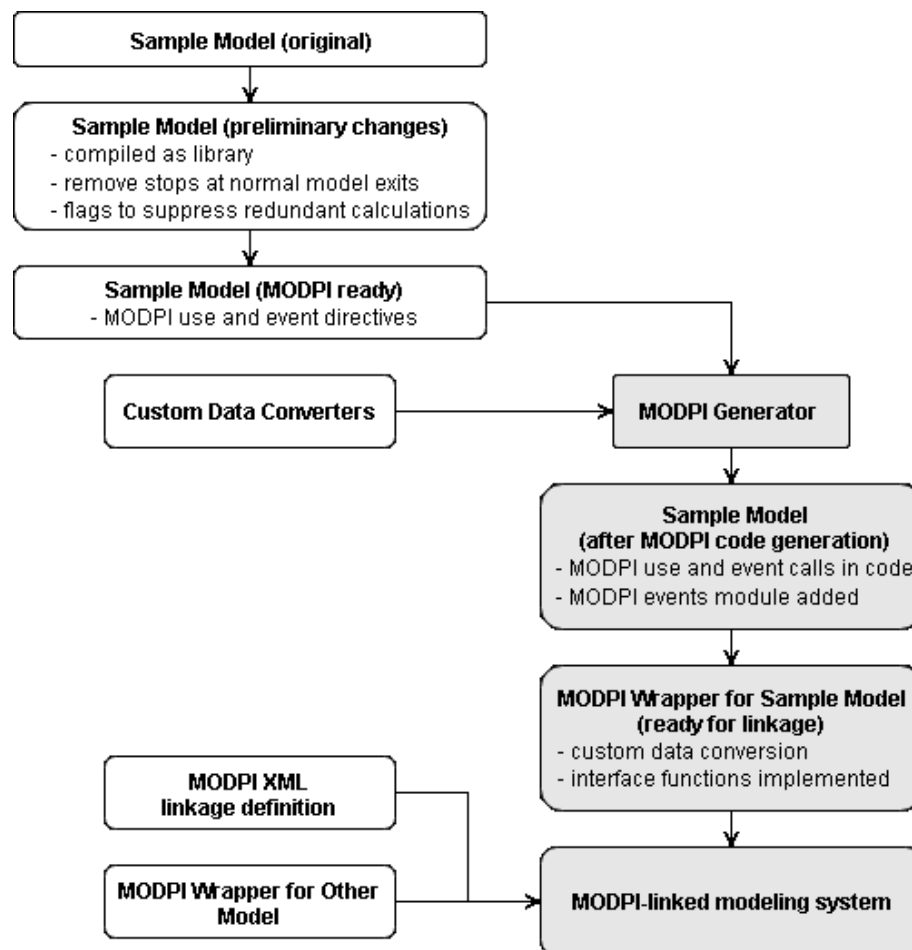 Sample Model (original)
Sample Model (preliminary changes)
- compiled as library
- remove stops at normal model exits
- flags to suppress redundant calculations
Sample Model (MODPI ready)
- MODPI use and event directives
Custom Data Converters
MODPI Generator
Sample Model
(after MODPI code generation)
- MODPI use and event calls in code
- MODPI events module added
MODPI Wrapper for Sample Model
(ready for linkage)
- custom data conversion
- interface functions implemented
MODPI XML
linkage definition
MODPI Wrapper for Other
Model
MODPI-linked modeling system